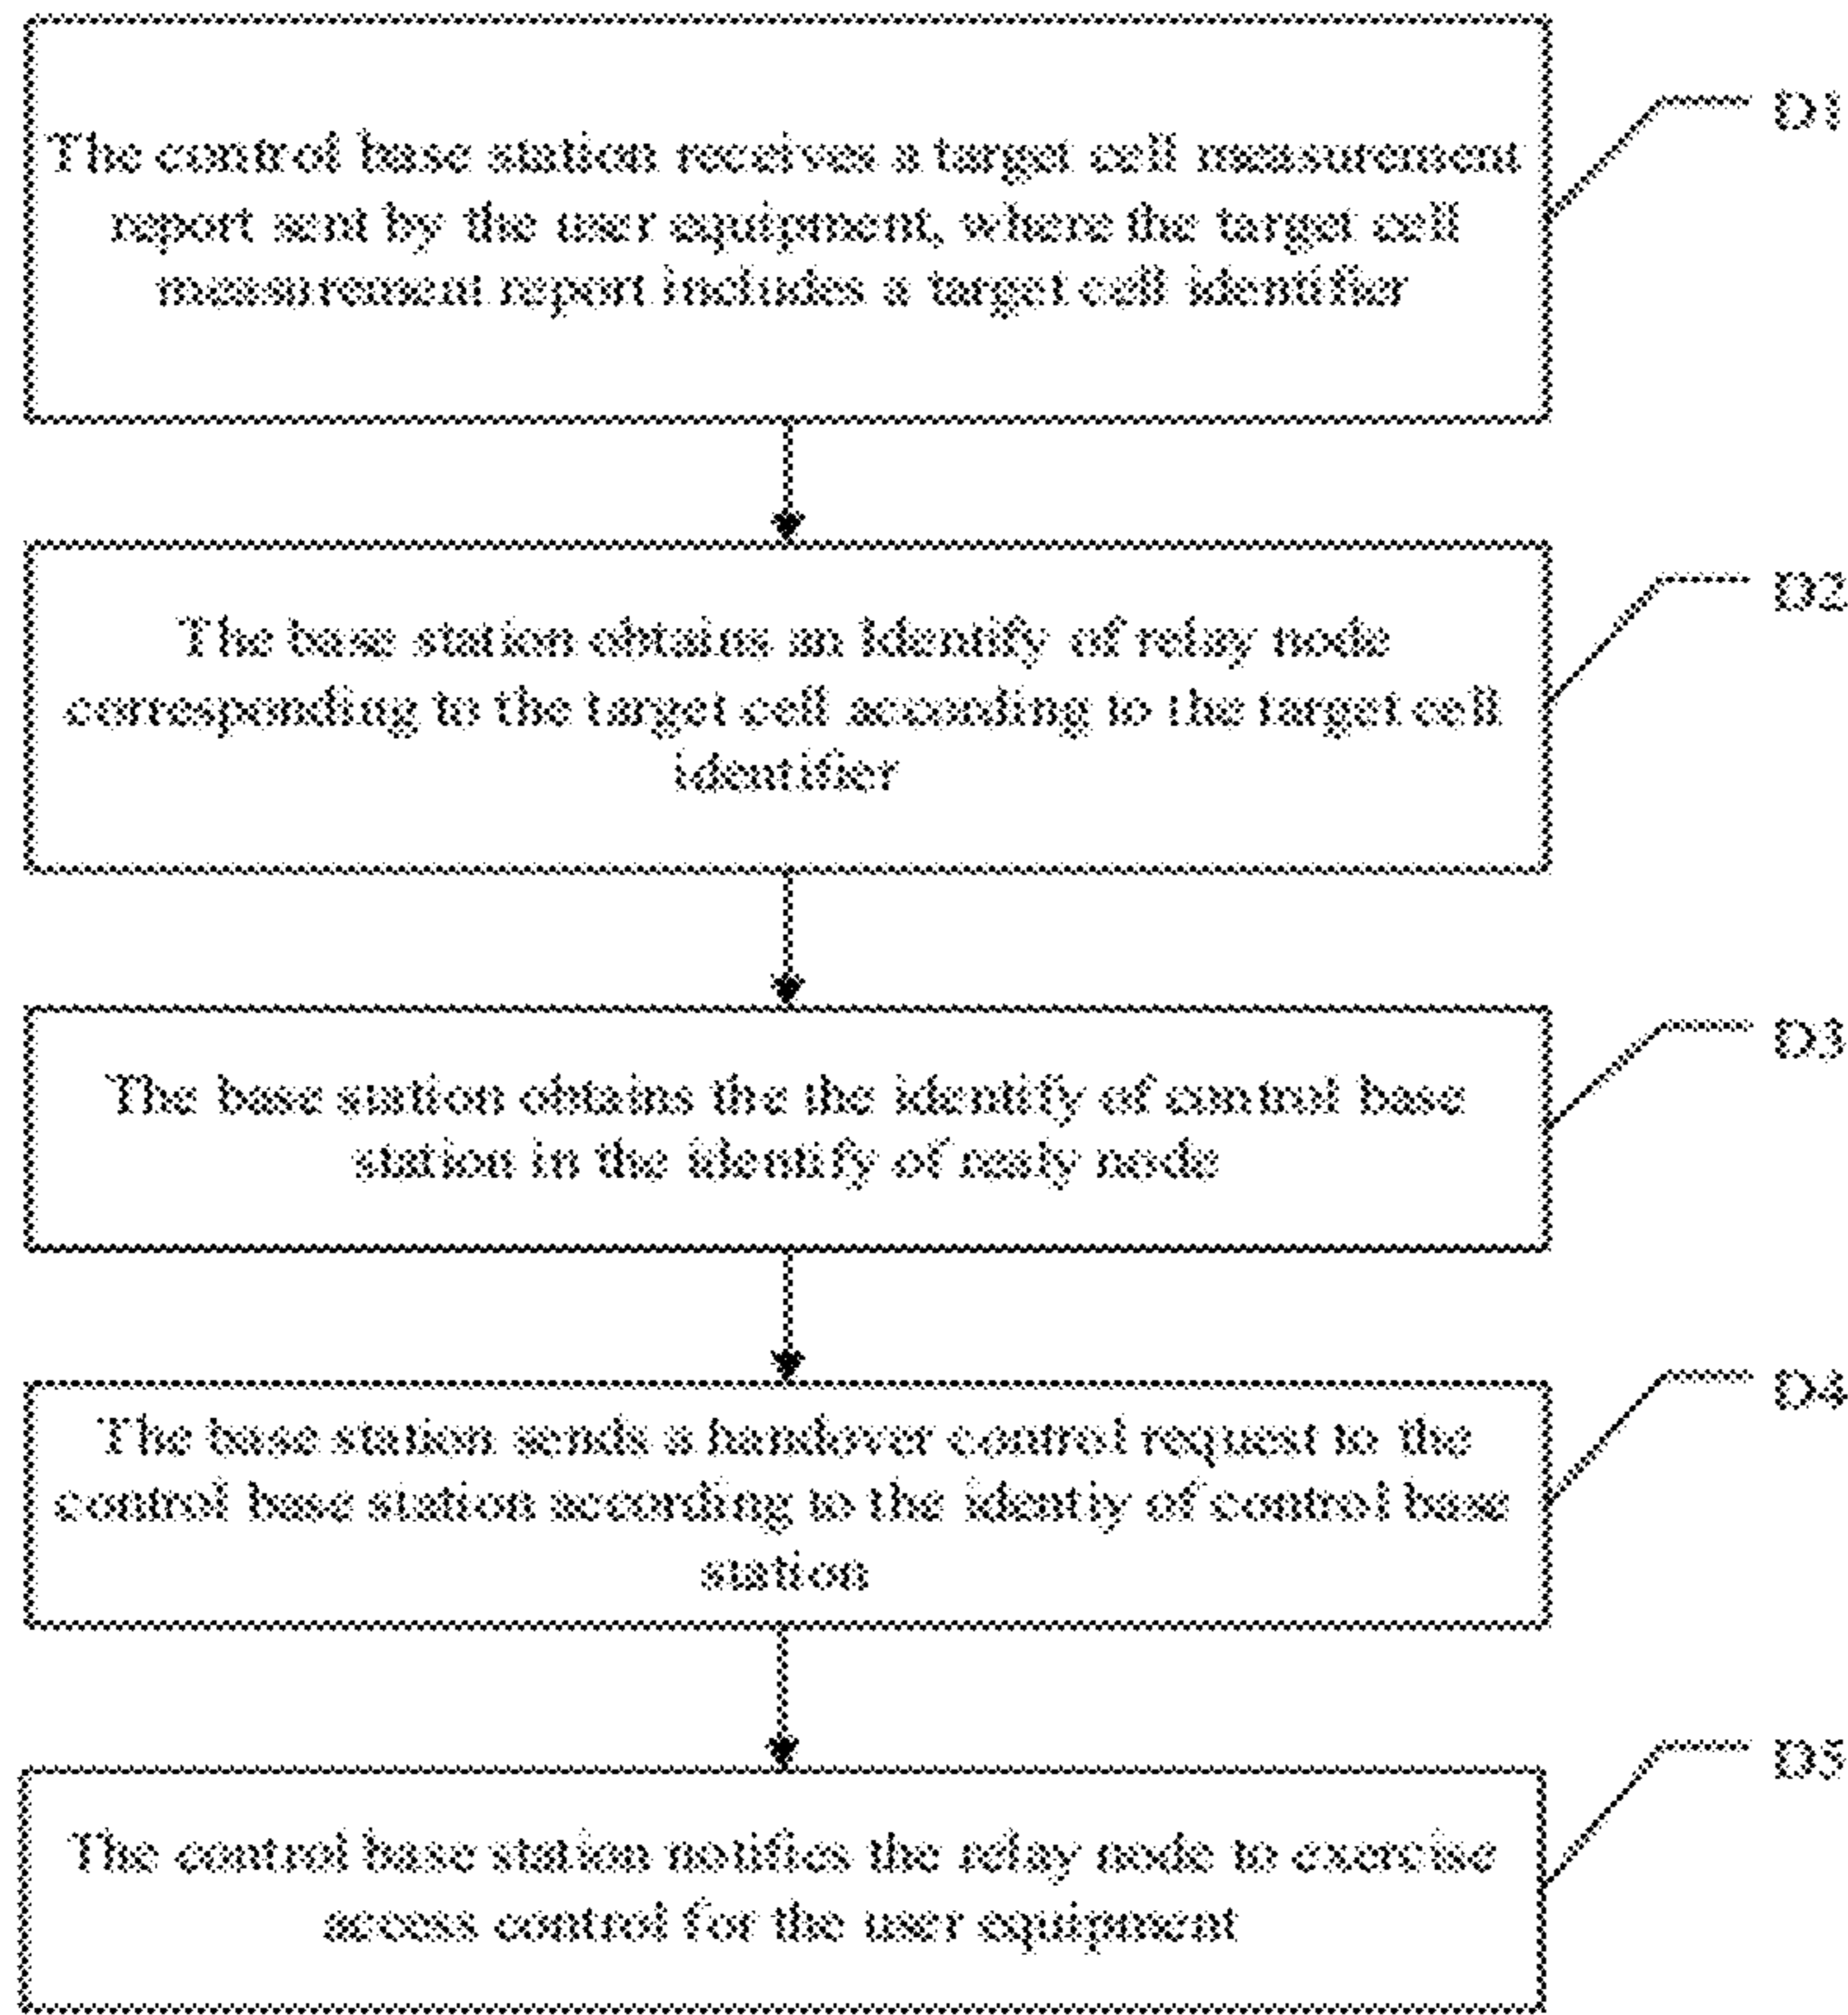 The control base station receives a target cell measurement
report sent by the user equipment, where the target cell
measurement report includes a target cell identifier
D1
The base station obtains an identify of relay node
corresponding to the target cell according to the target cell
identifier
D2
The base station obtains the the identify of control base
station in the identify of realy node
D3
The base station sends a handover control request to the
control base station according to the identiy of control base
station
D4
The control base station notifies the relay node to exercise
access control for the user equipment
D5